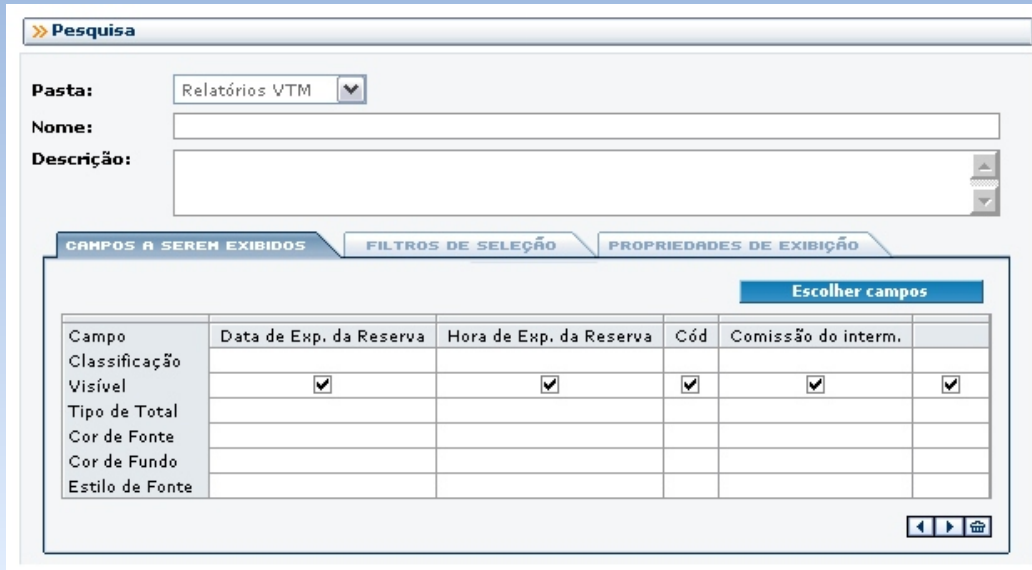 Pesquisa
Pasta: Relatórios VTM
Nome:
Descrição:
CAMPOS A SEREM EXIBIDOS FILTROS DE SELEÇÃO PROPRIEDADES DE EXIBIÇÃO
Escolher campos
Campo Data de Exp. da Reserva Hora de Exp. da Reserva Cód Comissão do interm.
Classificação
Visível
Tipo de Total
Cor de Fonte
Cor de Fundo
Estilo de Fonte